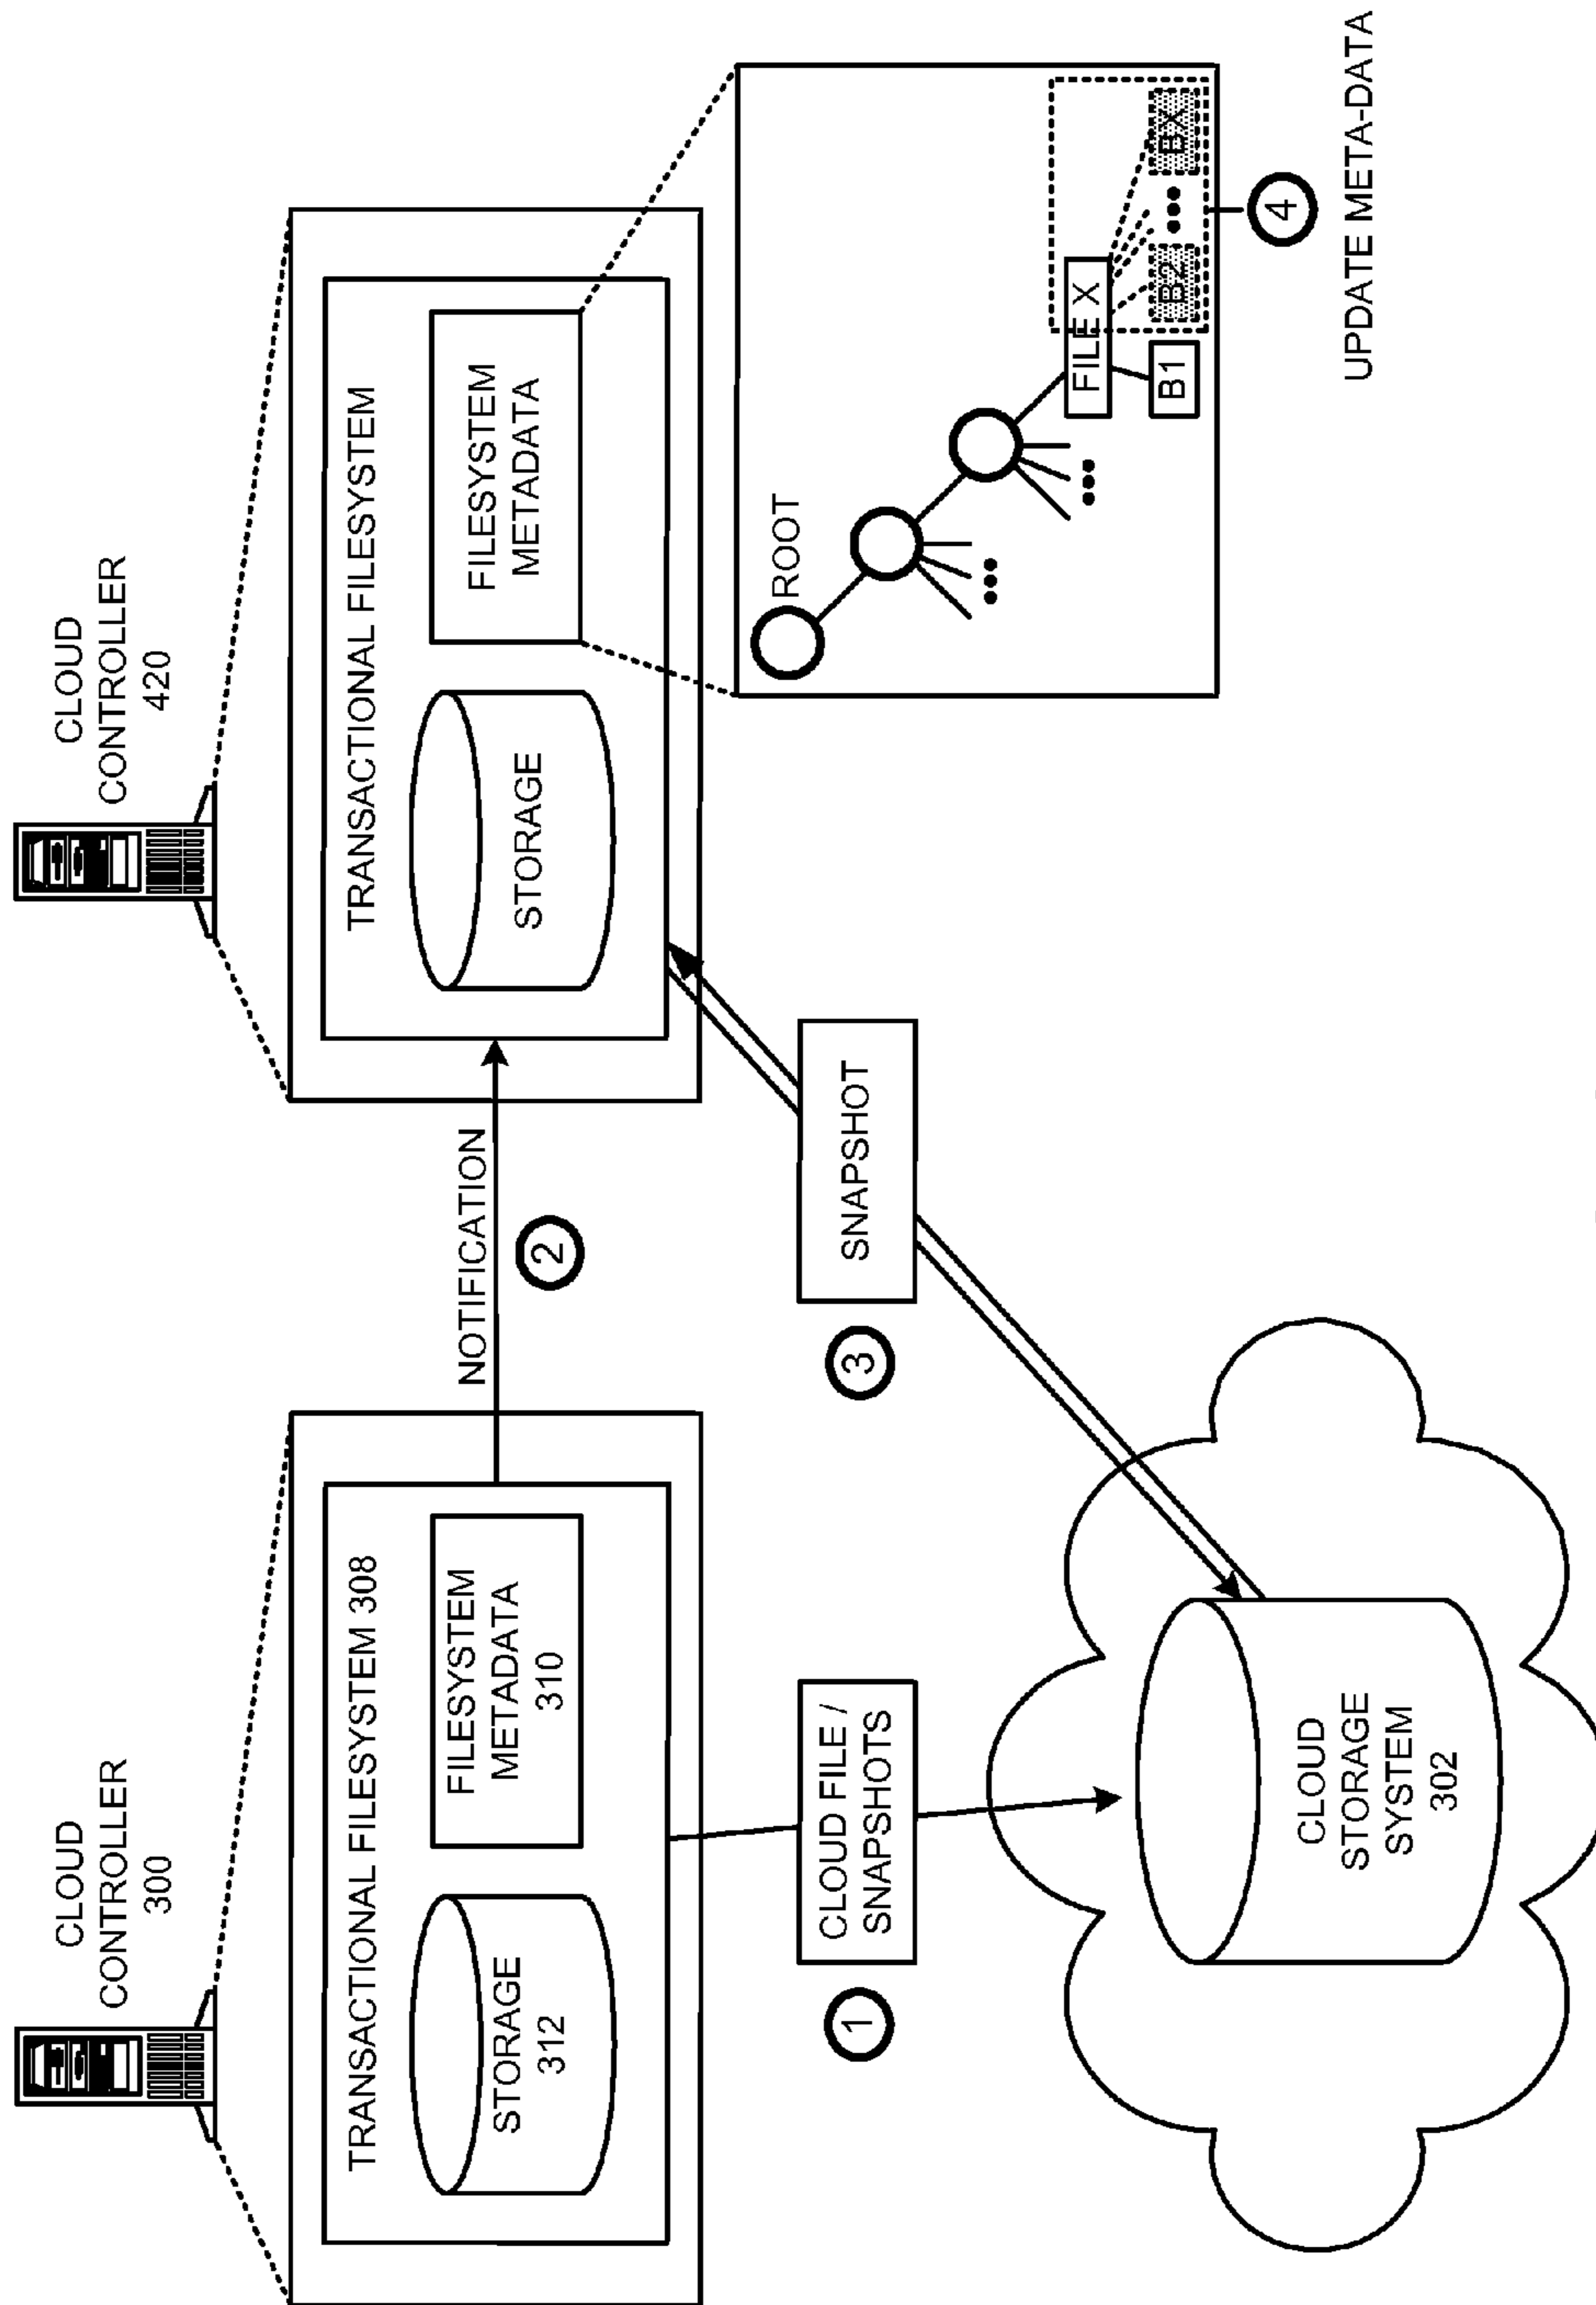 CLOUD
CONTROLLER
300
TRANSACTIONAL FILESYSTEM 308
STORAGE
312
FILESYSTEM
METADATA
310
NOTIFICATION
2
CLOUD
CONTROLLER
420
TRANSACTIONAL FILESYSTEM
STORAGE
FILESYSTEM
METADATA
1
CLOUD FILE /
SNAPSHOTS
3
SNAPSHOT
ROOT
FILE X
B1
B2
BX
4
UPDATE META-DATA
CLOUD
STORAGE
SYSTEM
302